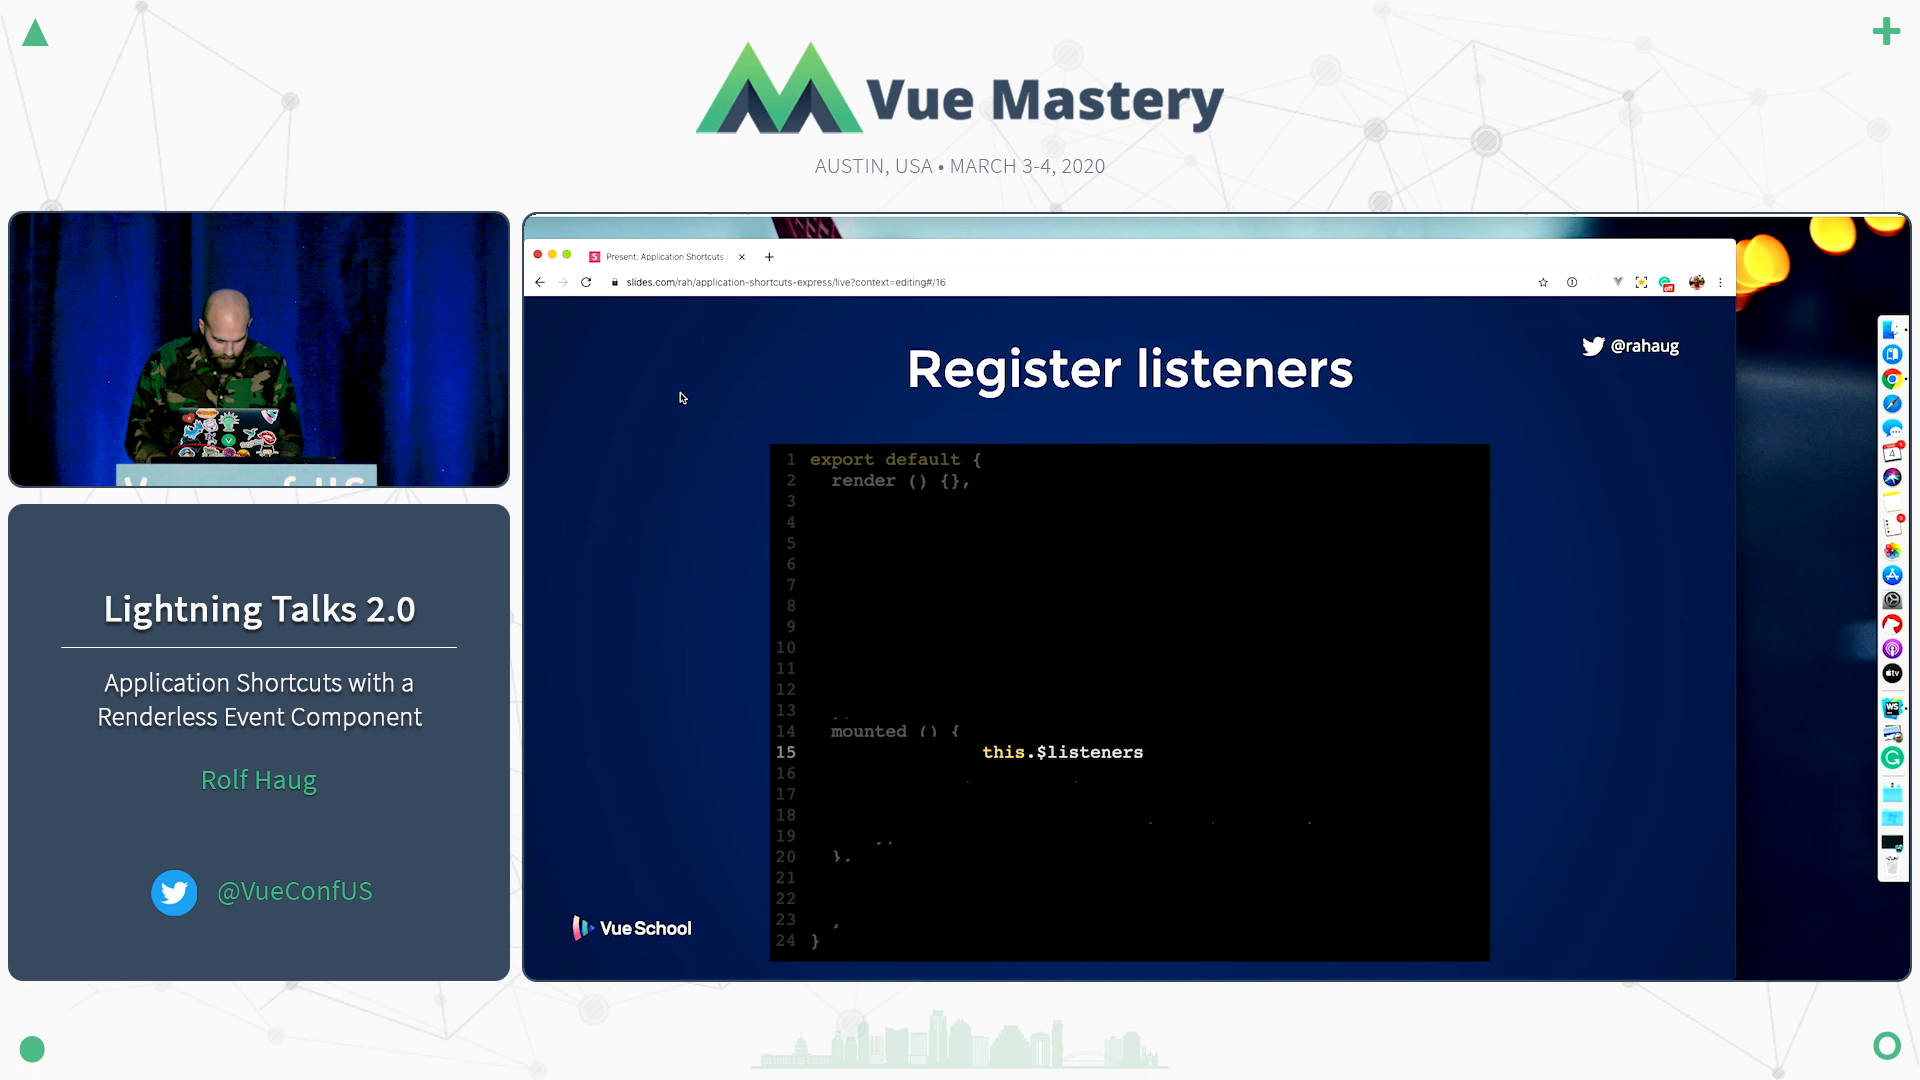 Vue Mastery
AUSTIN, USA • MARCH 3-4, 2020
Lightning Talks 2.0
Application Shortcuts with a
Renderless Event Component
Rolf Haug
@VueConfUS
Present: Application Shortcuts
slides.com/rah/application-shortcuts-express/live?context=editing#/16
@rahaug
Register listeners
1 export default {
2 render () {},
3
4
5
6
7
8
9
10
11
12
13
14 mounted () {
15 this.$listeners
16
17
18
19
20 },
21
22
23
24 }
Vue School